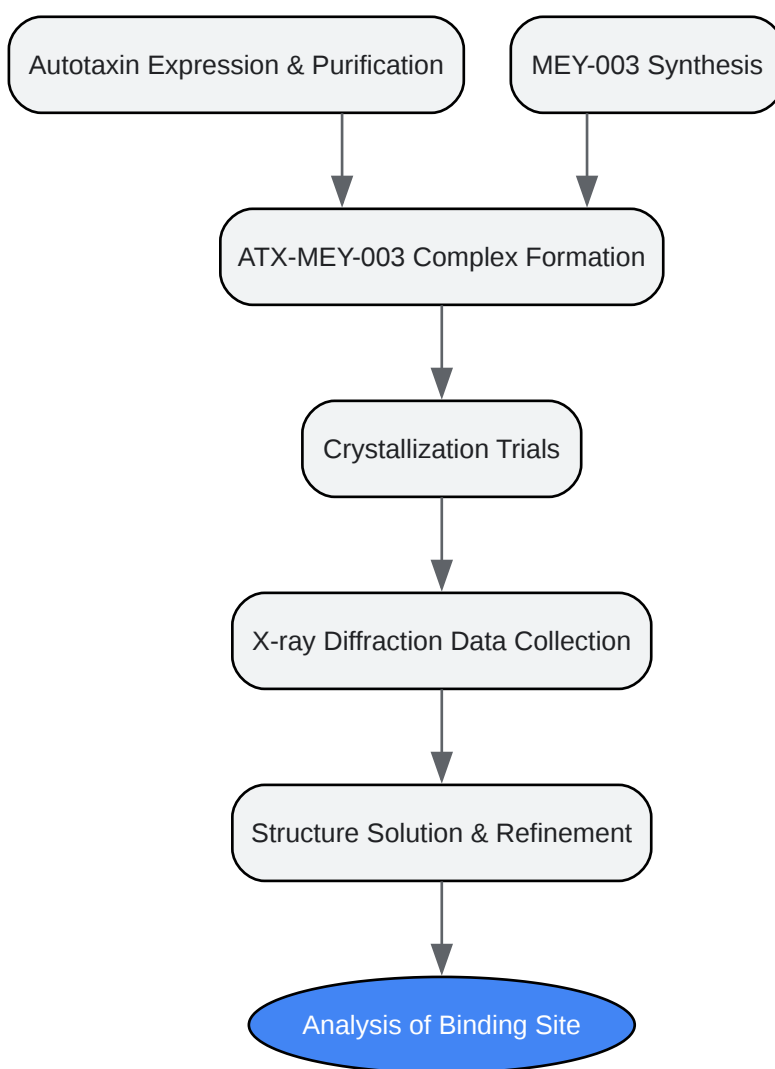 Autotaxin Expression & Purification
MEY-003 Synthesis
ATX-MEY-003 Complex Formation
Crystallization Trials
X-ray Diffraction Data Collection
Structure Solution & Refinement
Analysis of Binding Site